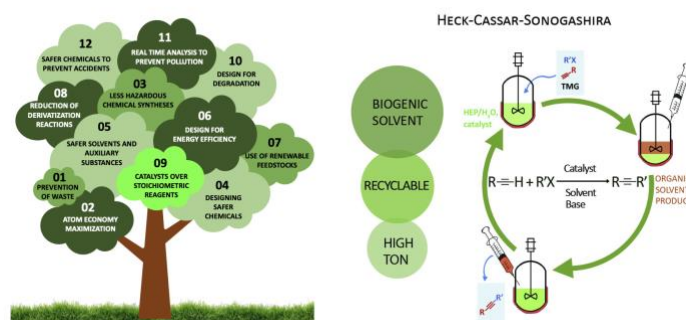 12
SAFER CHEMICALS TO
PREVENT ACCIDENTS
11
REAL TIME ANALYSIS TO
PREVENT POLLUTION
10
DESIGN FOR
DEGRADATION
08
REDUCTION OF
DERIVATIZATION
REACTIONS
03
LESS HAZARDOUS
CHEMICAL SYNTHESES
06
DESIGN FOR
ENERGY EFFICIENCY
05
SAFER SOLVENTS AND
AUXILIARY
SUBSTANCES
07
USE OF RENEWABLE
FEEDSTOCKS
01
PREVENTION
OF WASTE
09
CATALYSTS OVER
STOICHIOMETRIC
REAGENTS
04
DESIGNING
SAFER
CHEMICALS
02
ATOM ECONOMY
MAXIMIZATION
HECK-CASSAR-SONOGASHIRA
BIOGENIC
SOLVENT
RECYCLABLE
HIGH
TON
R'X
R
TMG
HEP/H₂O,
catalyst
R≡H + R'X
Catalyst
Solvent
Base
R≡R'
ORGANI
SOLVEN
PRODUC
R≡R'